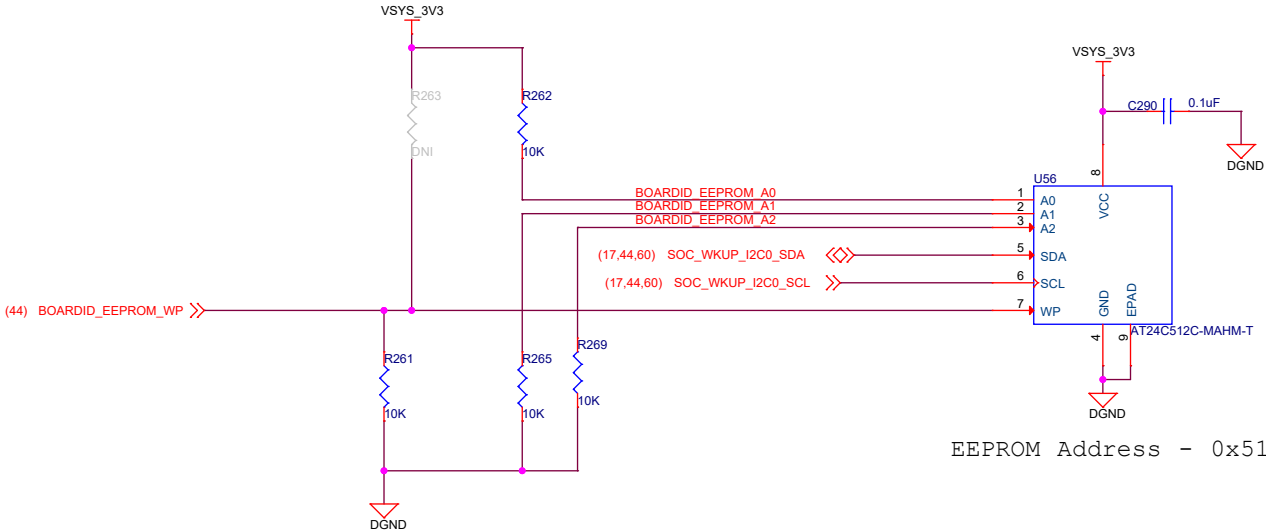 VSYS_3V3
VSYS_3V3
R263
R262
C290
0.1uF
DNI
10K
DGND
U56
8
BOARDID_EEPROM_A0
1
A0
VCC
BOARDID_EEPROM_A1
2
A1
BOARDID_EEPROM_A2
3
A2
(17,44,60) SOC_WKUP_I2C0_SDA
5
SDA
(17,44,60) SOC_WKUP_I2C0_SCL
6
SCL
(44) BOARDID_EEPROM_WP
7
WP
GND
EPAD
AT24C512C-MAHM-T
4
9
R261
R265
R269
10K
10K
10K
DGND
EEPROM Address - 0x51
DGND